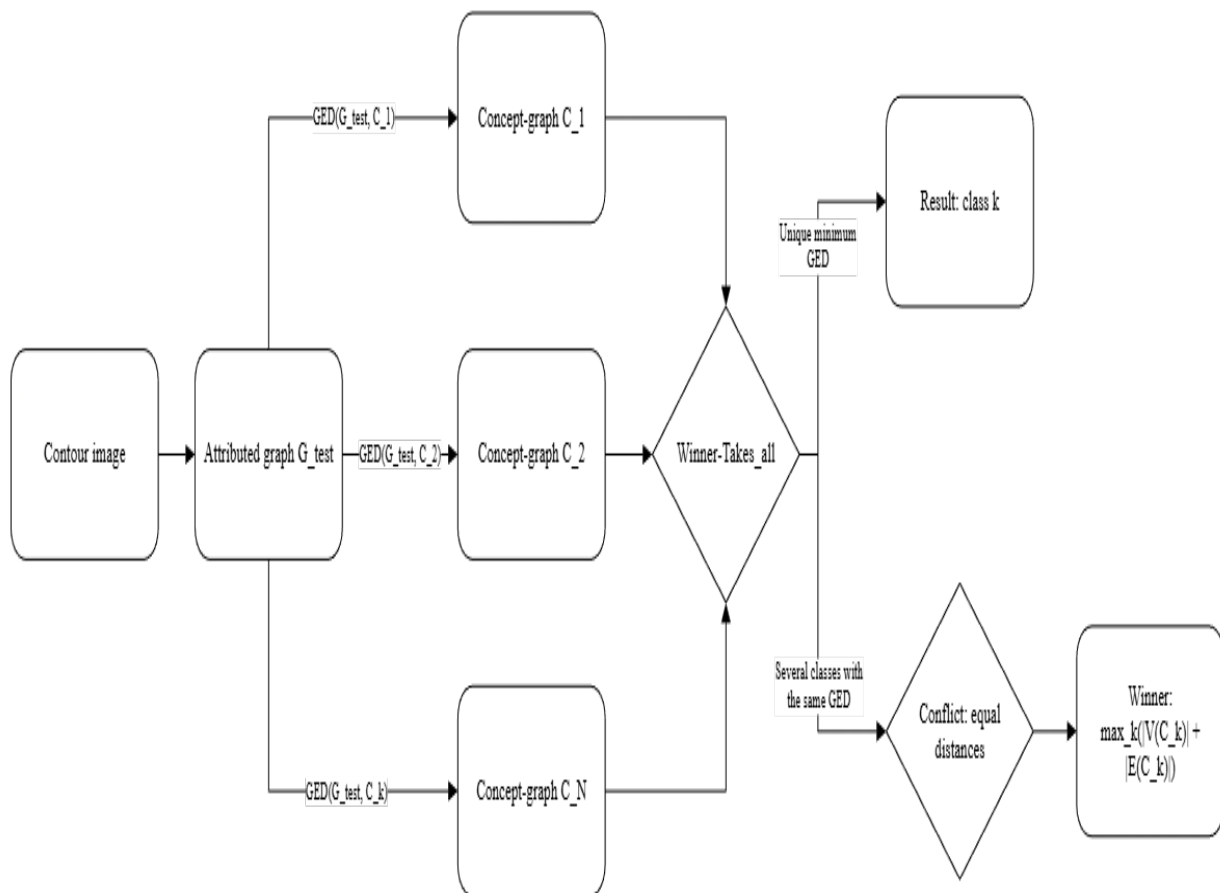 GED(G_test, C_1)
Concept-graph C_1
Result: class k
Unique minimum
GED
Contour image
Attributed graph G_test
GED(G_test, C_2)
Concept-graph C_2
Winner-Takes_all
Several classes with
the same GED
Conflict: equal
distances
Winner:
max_k(|V(C_k)| +
|E(C_k)|)
GED(G_test, C_k)
Concept-graph C_N